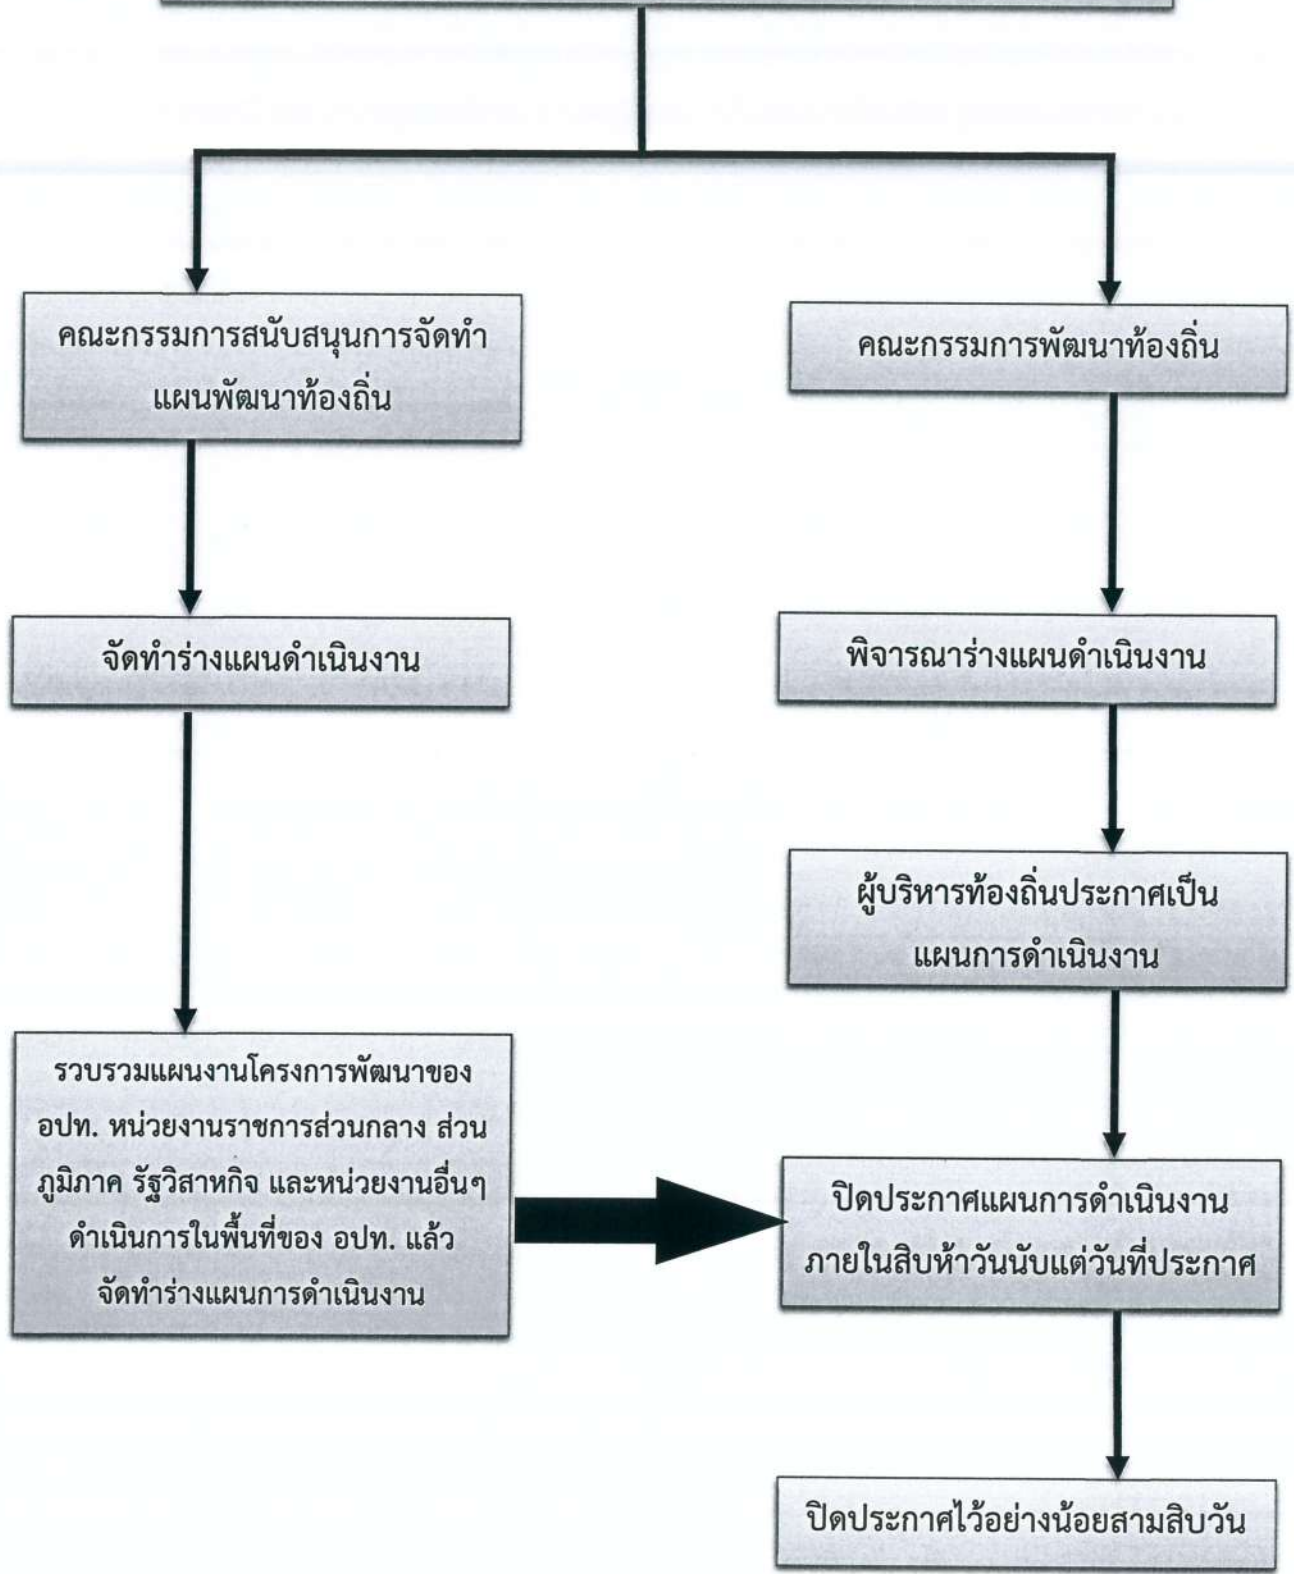 คณะกรรมการสนับสนุนการจัดทำ
แผนพัฒนาท้องถิ่น
จัดทำร่างแผนดำเนินงาน
รวบรวมแผนงานโครงการพัฒนาของ
อปท. หน่วยงานราชการส่วนกลาง ส่วน
ภูมิภาค รัฐวิสาหกิจ และหน่วยงานอื่นๆ
ดำเนินการในพื้นที่ของ อปท. แล้ว
จัดทำร่างแผนการดำเนินงาน
คณะกรรมการพัฒนาท้องถิ่น
พิจารณาร่างแผนดำเนินงาน
ผู้บริหารท้องถิ่นประกาศเป็น
แผนการดำเนินงาน
ปิดประกาศแผนการดำเนินงาน
ภายในสิบห้าวันนับแต่วันที่ประกาศ
ปิดประกาศไว้อย่างน้อยสามสิบวัน